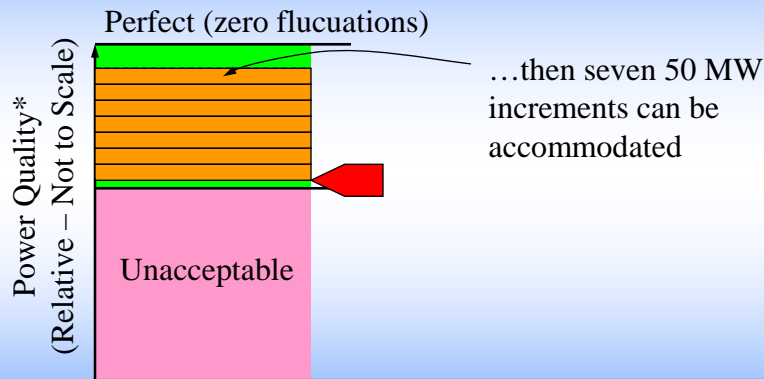 Perfect (zero flucuations)
…then seven 50 MW
increments can be
accommodated
Power Quality*
(Relative – Not to Scale)
Unacceptable